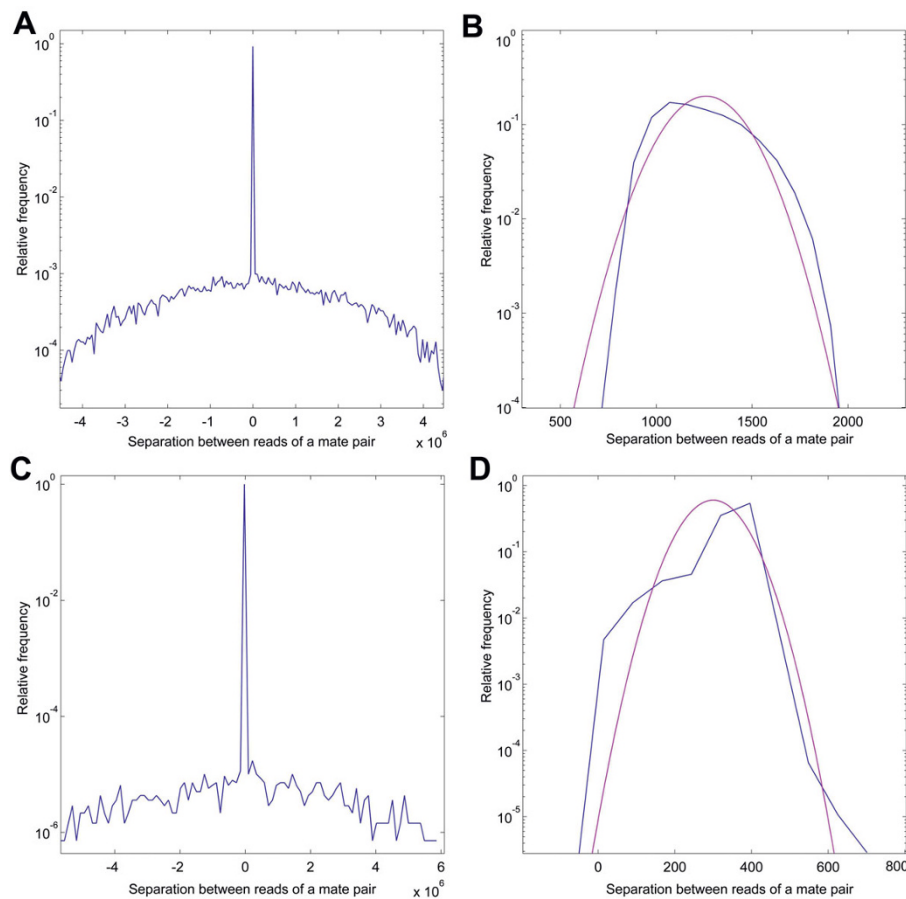 A
10^0
10^-1
10^-2
10^-3
10^-4
Relative frequency
-4 -3 -2 -1 0 1 2 3 4
Separation between reads of a mate pair x 10^6
B
10^0
10^-1
10^-2
10^-3
10^-4
Relative frequency
500 1000 1500 2000
Separation between reads of a mate pair
C
10^0
10^-2
10^-4
10^-6
Relative frequency
-4 -2 0 2 4 6
Separation between reads of a mate pair x 10^6
D
10^0
10^-1
10^-2
10^-3
10^-4
10^-5
Relative frequency
0 200 400 600 800
Separation between reads of a mate pair